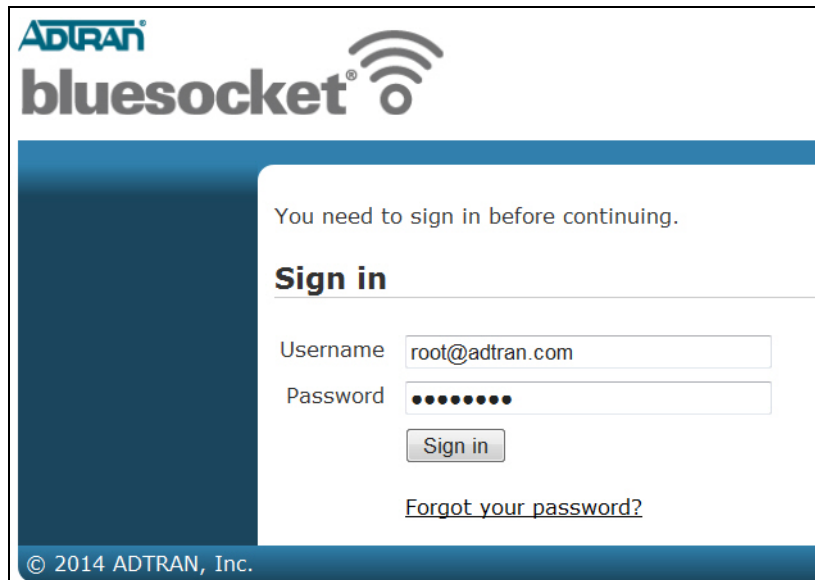 ADTRAN
bluesocket®
You need to sign in before continuing.
Sign in
Username root@adtran.com
Password ●●●●●●●●
Sign in
Forgot your password?
© 2014 ADTRAN, Inc.